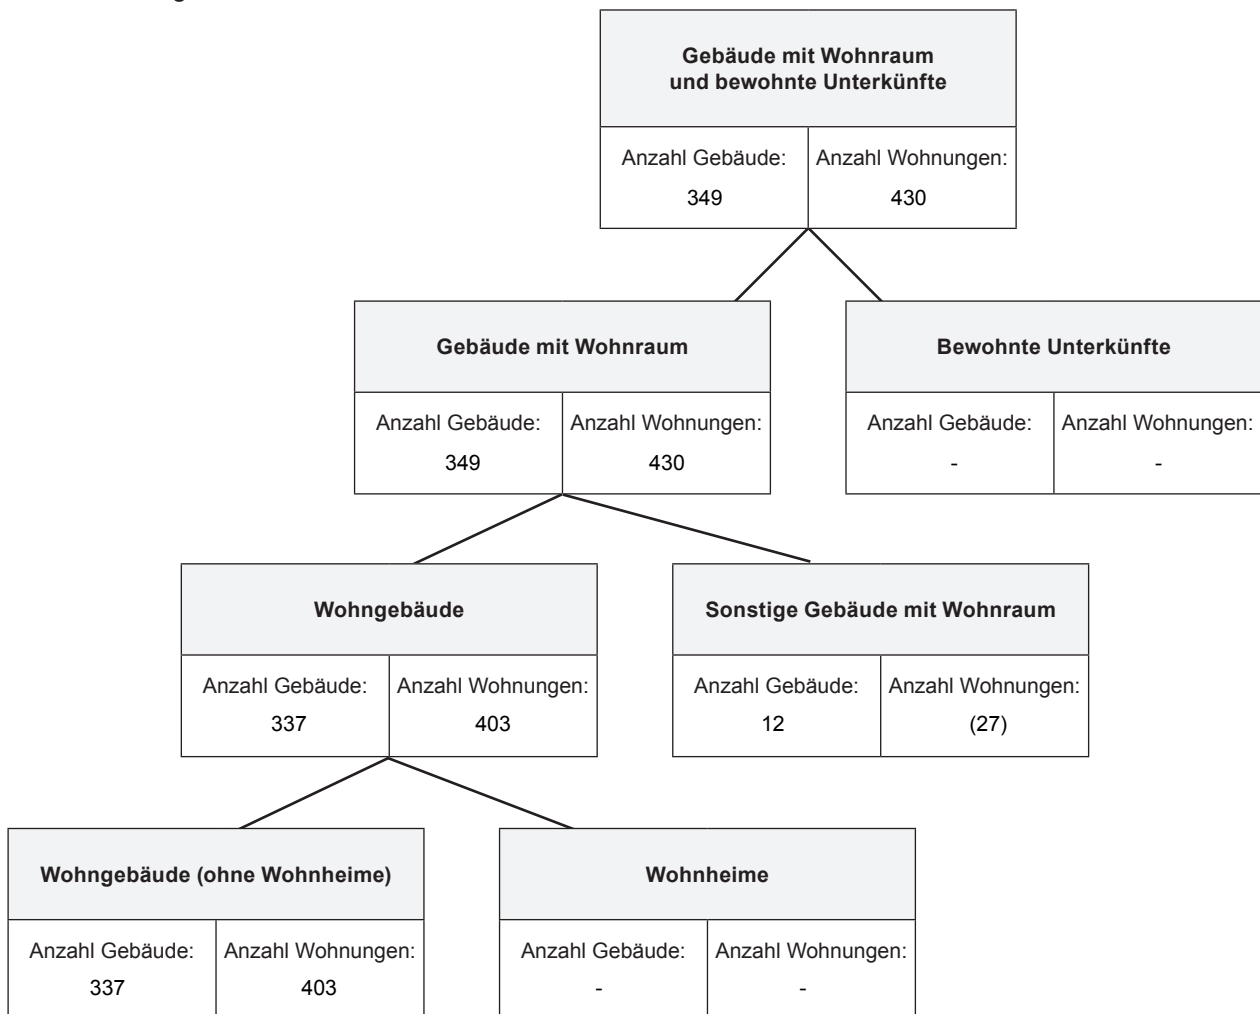 Gebäude mit Wohnraum
und bewohnte Unterkünfte
Anzahl Gebäude: Anzahl Wohnungen:
349 430
Gebäude mit Wohnraum
Anzahl Gebäude: Anzahl Wohnungen:
349 430
Bewohnte Unterkünfte
Anzahl Gebäude: Anzahl Wohnungen:
- -
Wohngebäude
Anzahl Gebäude: Anzahl Wohnungen:
337 403
Sonstige Gebäude mit Wohnraum
Anzahl Gebäude: Anzahl Wohnungen:
12 (27)
Wohngebäude (ohne Wohnheime)
Anzahl Gebäude: Anzahl Wohnungen:
337 403
Wohnheime
Anzahl Gebäude: Anzahl Wohnungen:
- -